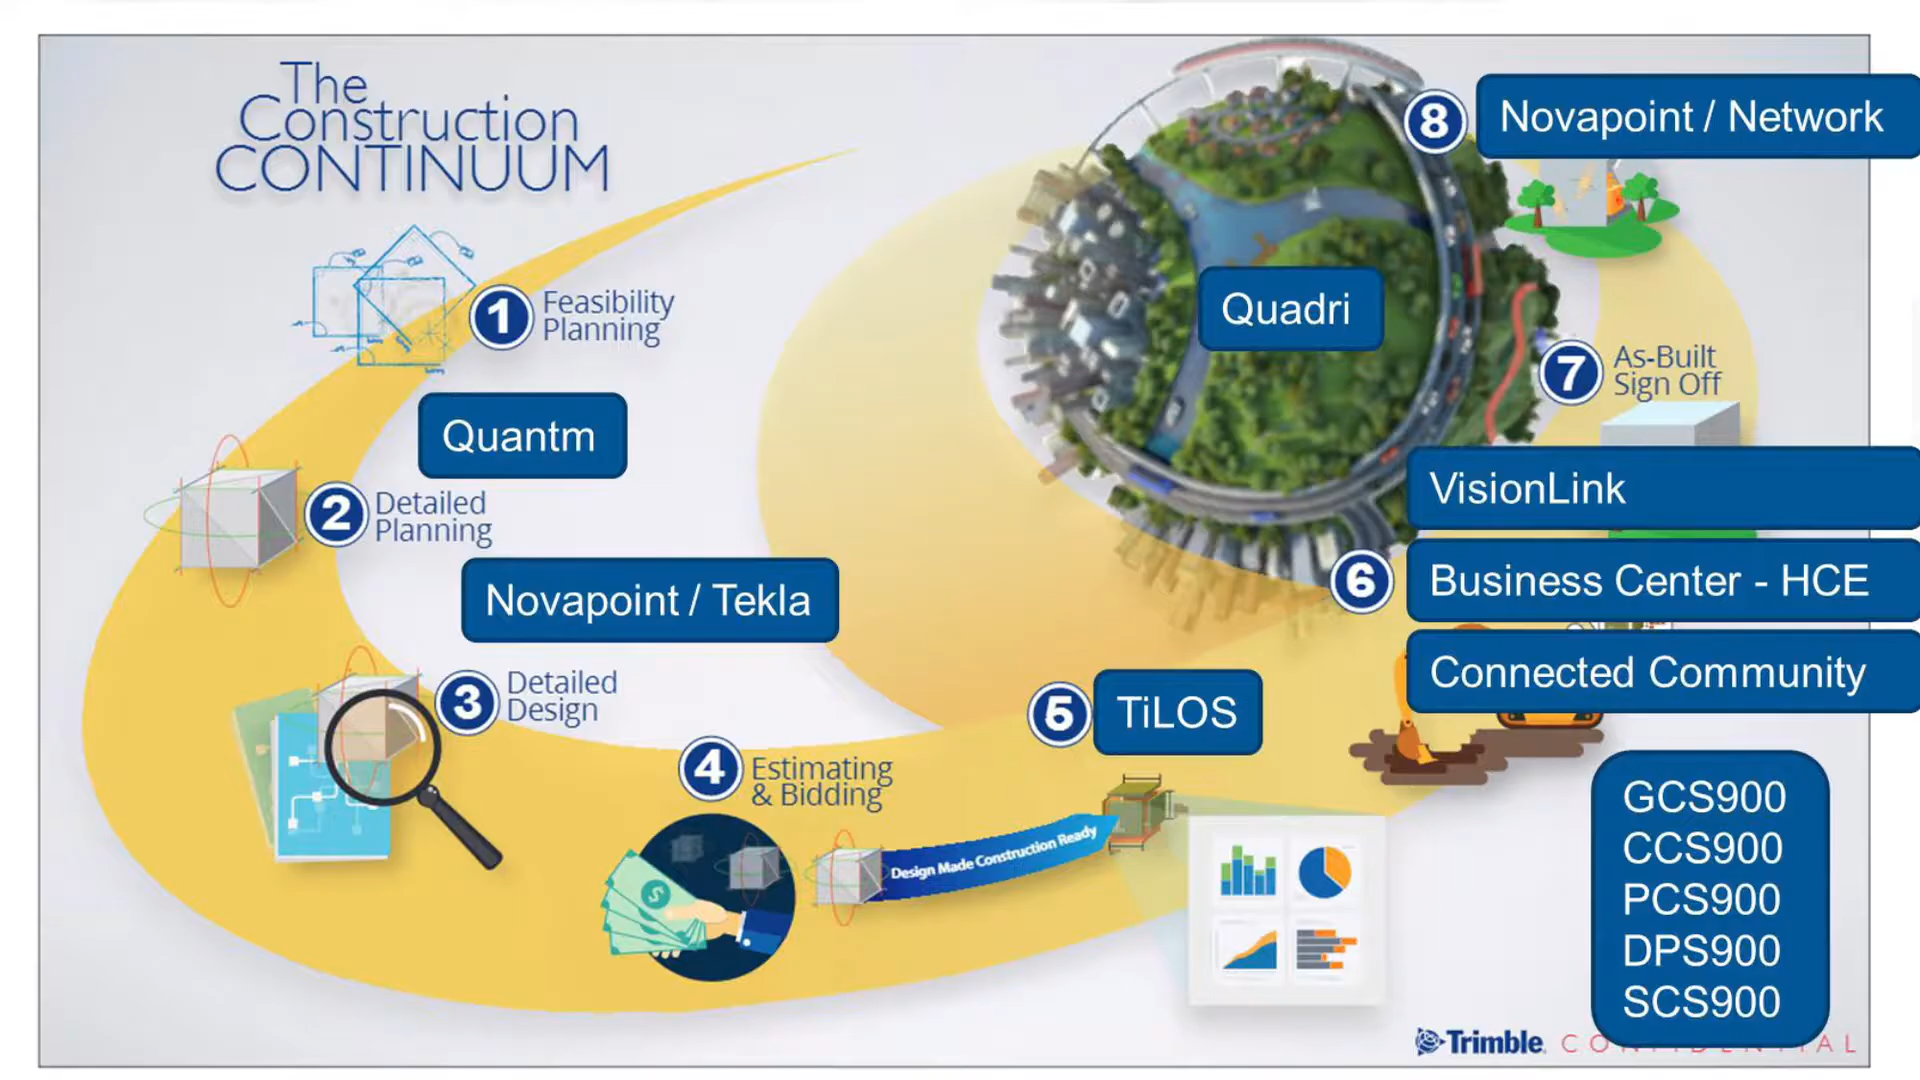 The
Construction
CONTINUUM
1
Feasibility
Planning
Quantm
2
Detailed
Planning
Novapoint / Tekla
3
Detailed
Design
4
Estimating
& Bidding
Design Made Construction Ready
5
TiLOS
Quadri
8
Novapoint / Network
7
As-Built
Sign Off
VisionLink
6
Business Center - HCE
Connected Community
GCS900
CCS900
PCS900
DPS900
SCS900
Trimble